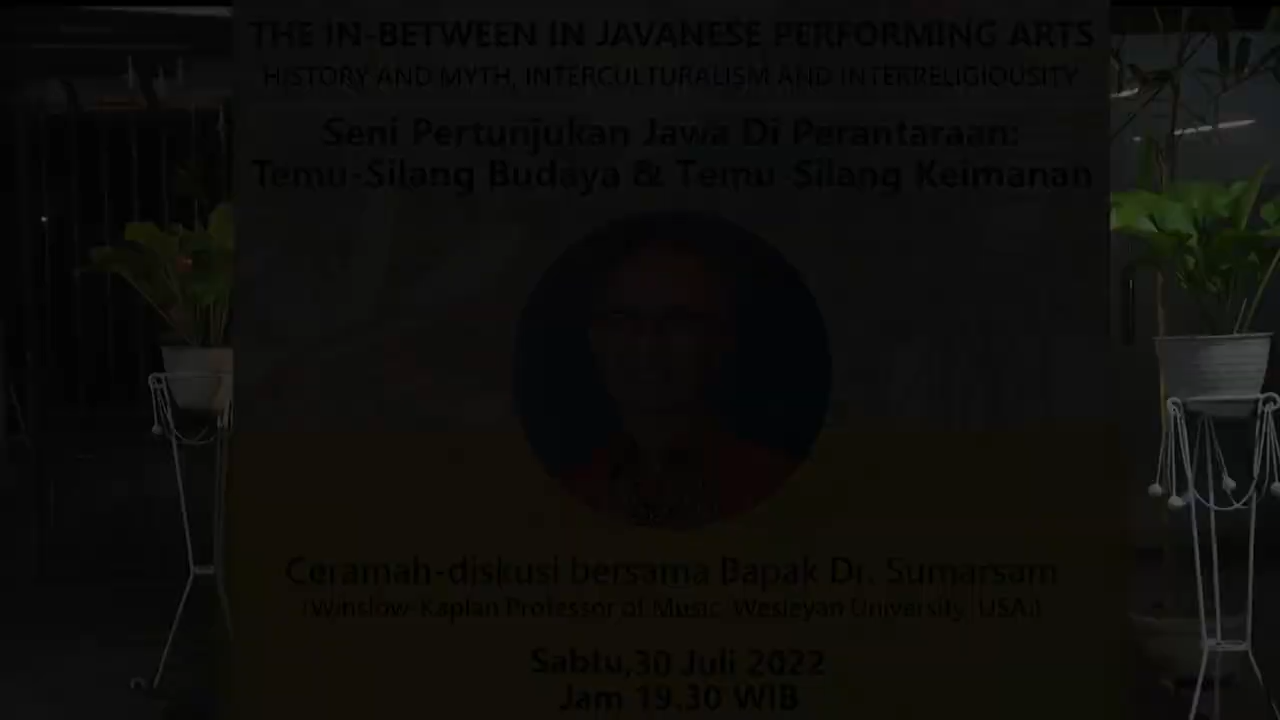 THE IN-BETWEEN IN JAVANESE PERFORMING ARTS
HISTORY AND MYTH, INTERCULTURALISM AND INTERRELIGIOUSITY
Seni Pertunjukan Jawa Di Perantaraan:
Temu-Silang Budaya & Temu-Silang Keimanan
Ceramah-diskusi bersama Bapak Dr. Sumarsam
(Winslow-Kaplan Professor of Music, Wesleyan University, USA.)
Sabtu,30 Juli 2022
Jam 19.30 WIB